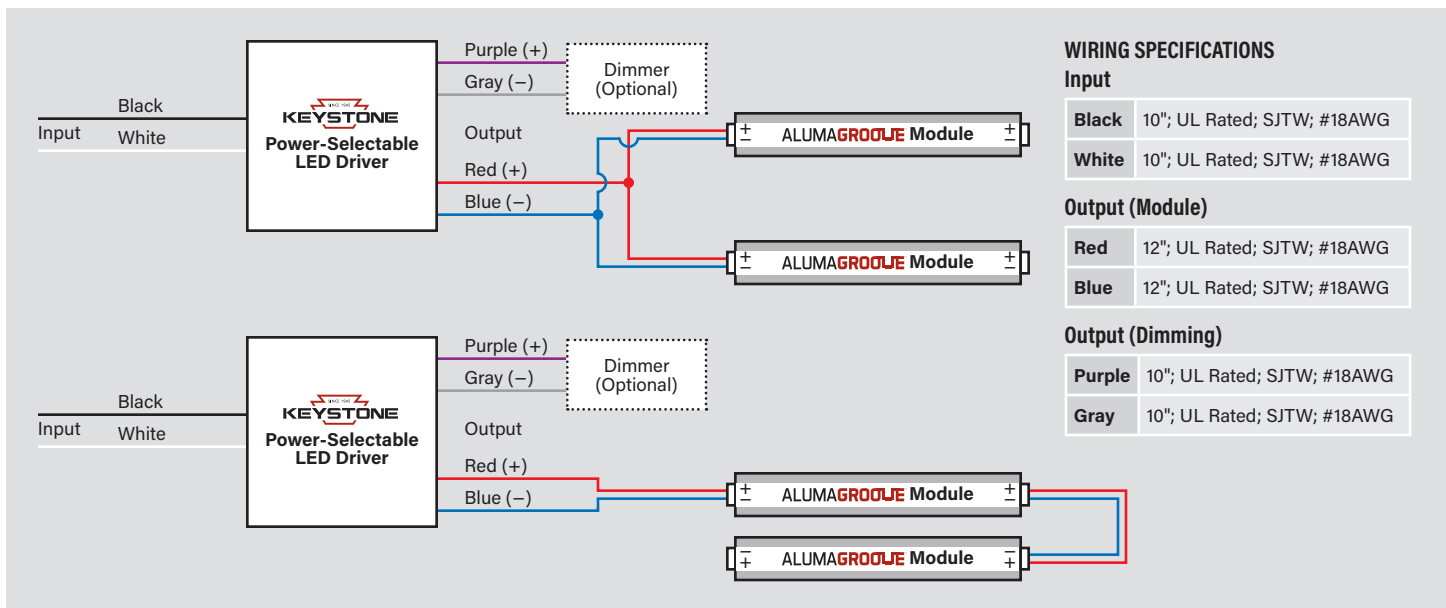 Input
Black
White
SINCE 1945
KEYSTONE
Power-Selectable
LED Driver
Purple (+)
Gray (−)
Dimmer
(Optional)
Output
Red (+)
Blue (−)
+ − ALUMAGROOVE Module + −
+ − ALUMAGROOVE Module + −
Input
Black
White
SINCE 1945
KEYSTONE
Power-Selectable
LED Driver
Purple (+)
Gray (−)
Dimmer
(Optional)
Output
Red (+)
Blue (−)
+ − ALUMAGROOVE Module + −
− + ALUMAGROOVE Module − +
WIRING SPECIFICATIONS
Input
Black 10"; UL Rated; SJTW; #18AWG
White 10"; UL Rated; SJTW; #18AWG
Output (Module)
Red 12"; UL Rated; SJTW; #18AWG
Blue 12"; UL Rated; SJTW; #18AWG
Output (Dimming)
Purple 10"; UL Rated; SJTW; #18AWG
Gray 10"; UL Rated; SJTW; #18AWG